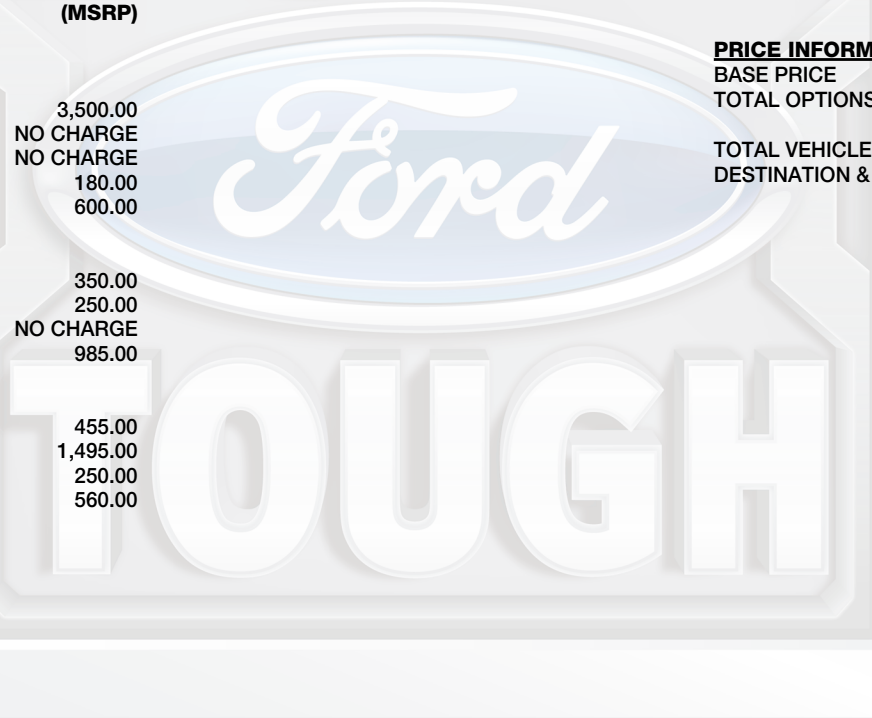 (MSRP)
3,500.00
NO CHARGE
NO CHARGE
180.00
600.00
350.00
250.00
NO CHARGE
985.00
455.00
1,495.00
250.00
560.00
PRICE INFORM
BASE PRICE
TOTAL OPTIONS
TOTAL VEHICLE
DESTINATION &
Ford
TOUGH